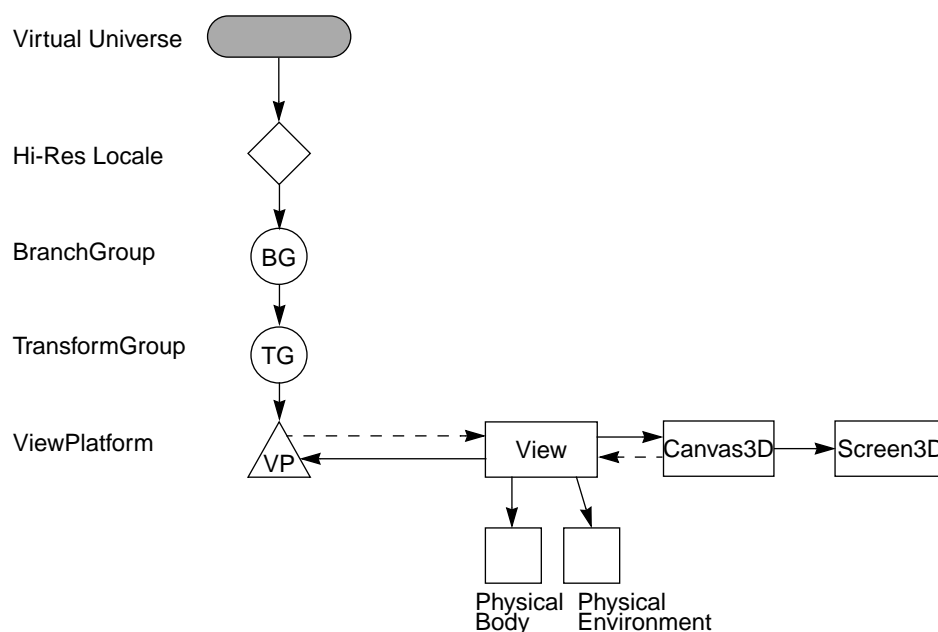 Virtual Universe
Hi-Res Locale
BranchGroup
BG
TransformGroup
TG
ViewPlatform
VP
View
Canvas3D
Screen3D
Physical
Body
Physical
Environment